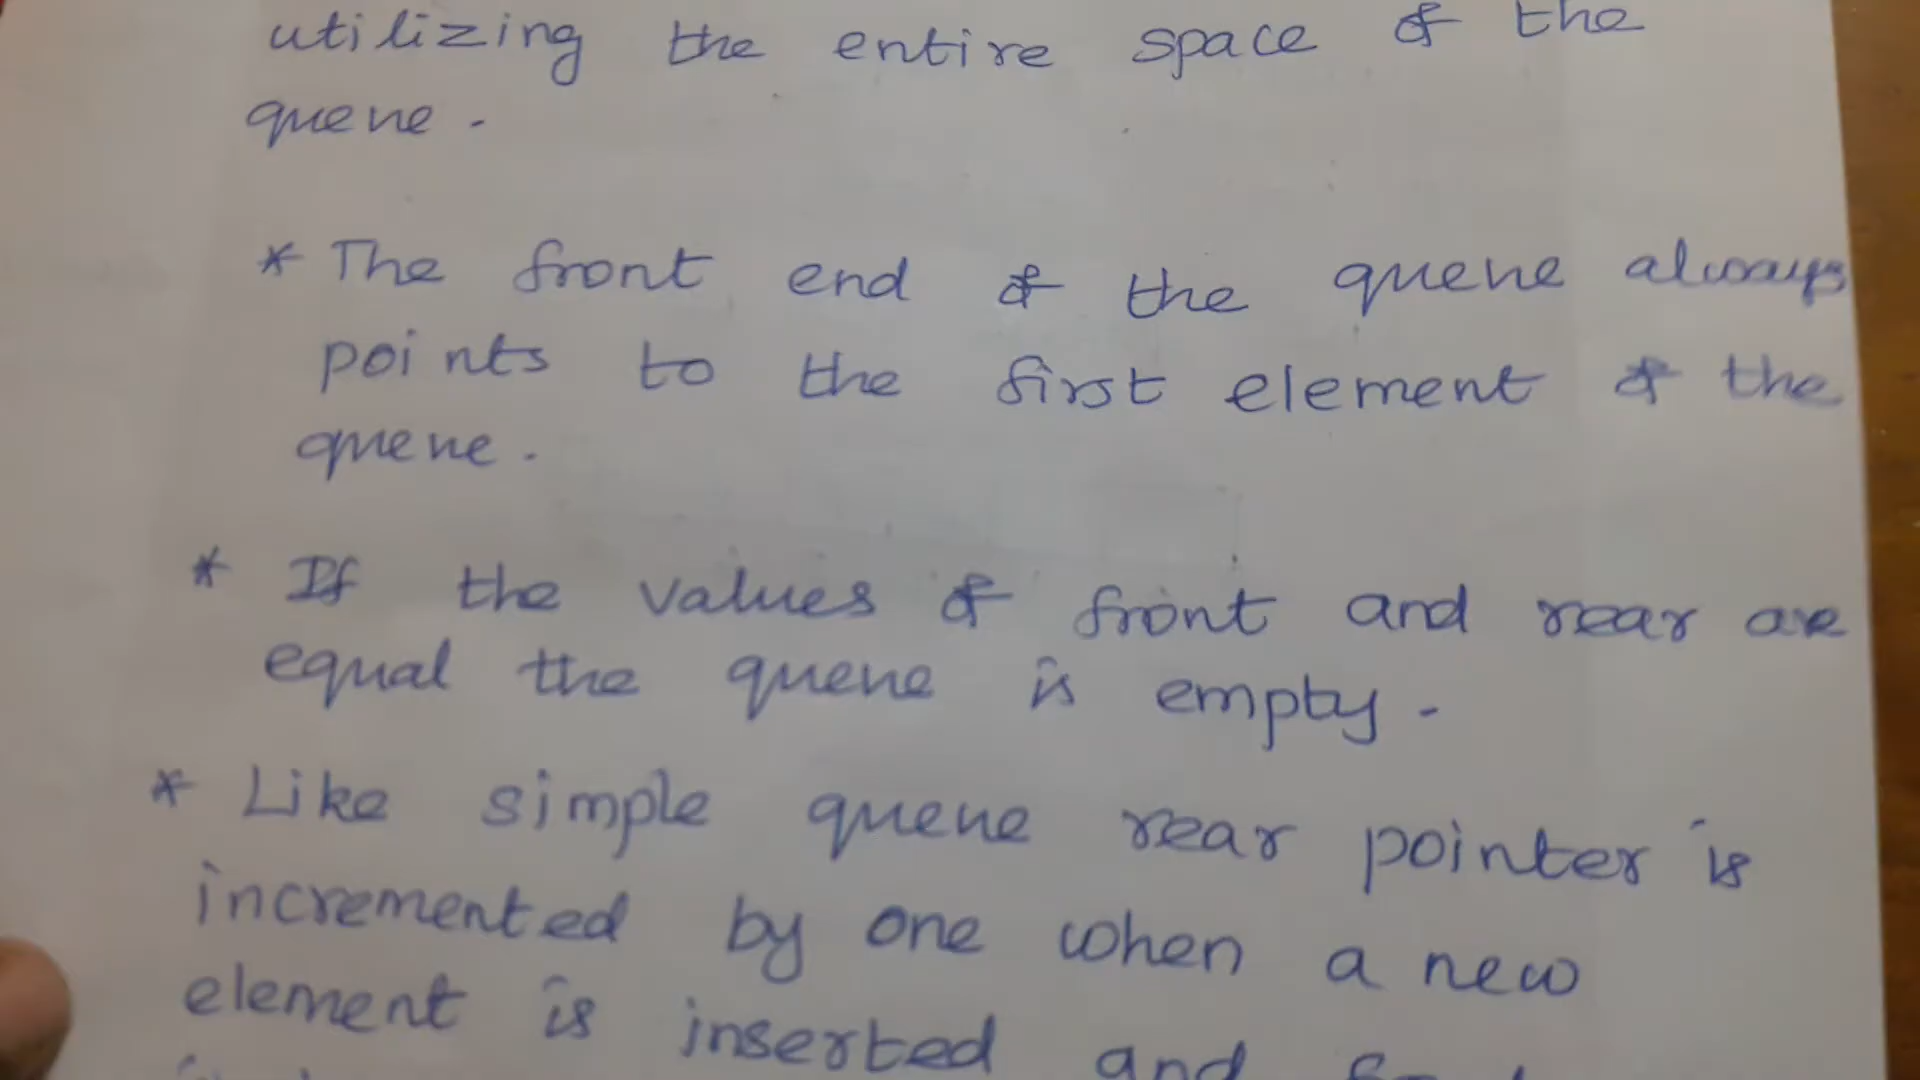 utilizing the entire space of the
queue.
* The front end of the queue always
points to the first element of the
queue.
* If the values of front and rear are
equal the queue is empty.
* Like simple queue rear pointer is
incremented by one when a new
element is inserted and